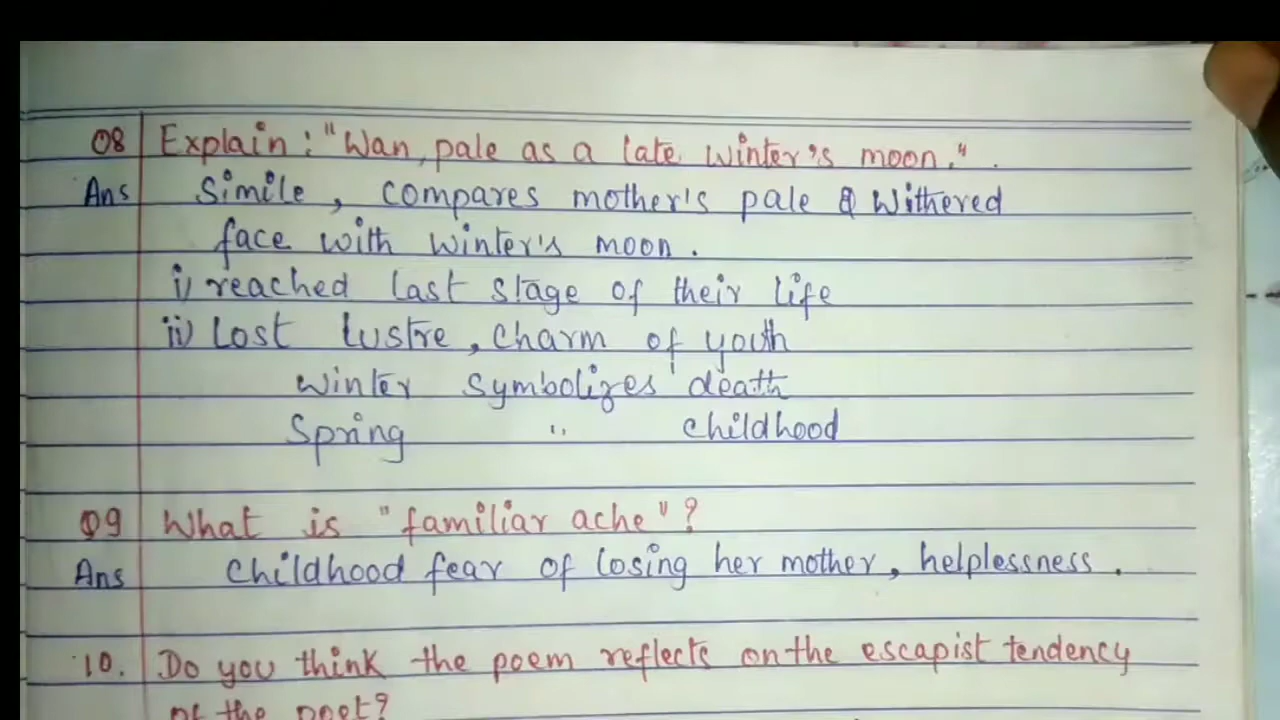 08 Explain : "Wan, pale as a late winter's moon." .
Ans Simile, compares mother's pale & withered
face with winter's moon.
i) reached last stage of their life
ii) Lost lustre, charm of youth
winter symbolizes death
Spring " childhood
Q9 What is "familiar ache"?
Ans Childhood fear of losing her mother, helplessness.
10. Do you think the poem reflects on the escapist tendency
of the poet?